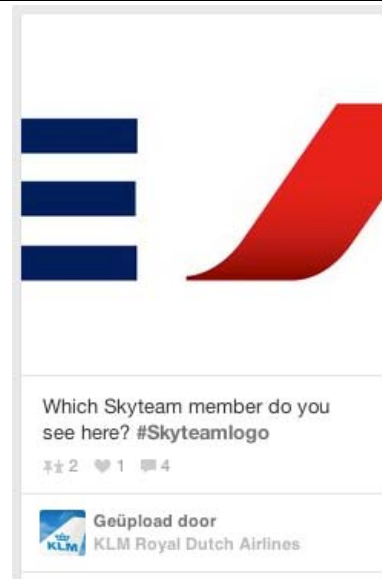 Which Skyteam member do you
see here? #Skyteamlogo
2 1 4
Geüpload door
KLM KLM Royal Dutch Airlines